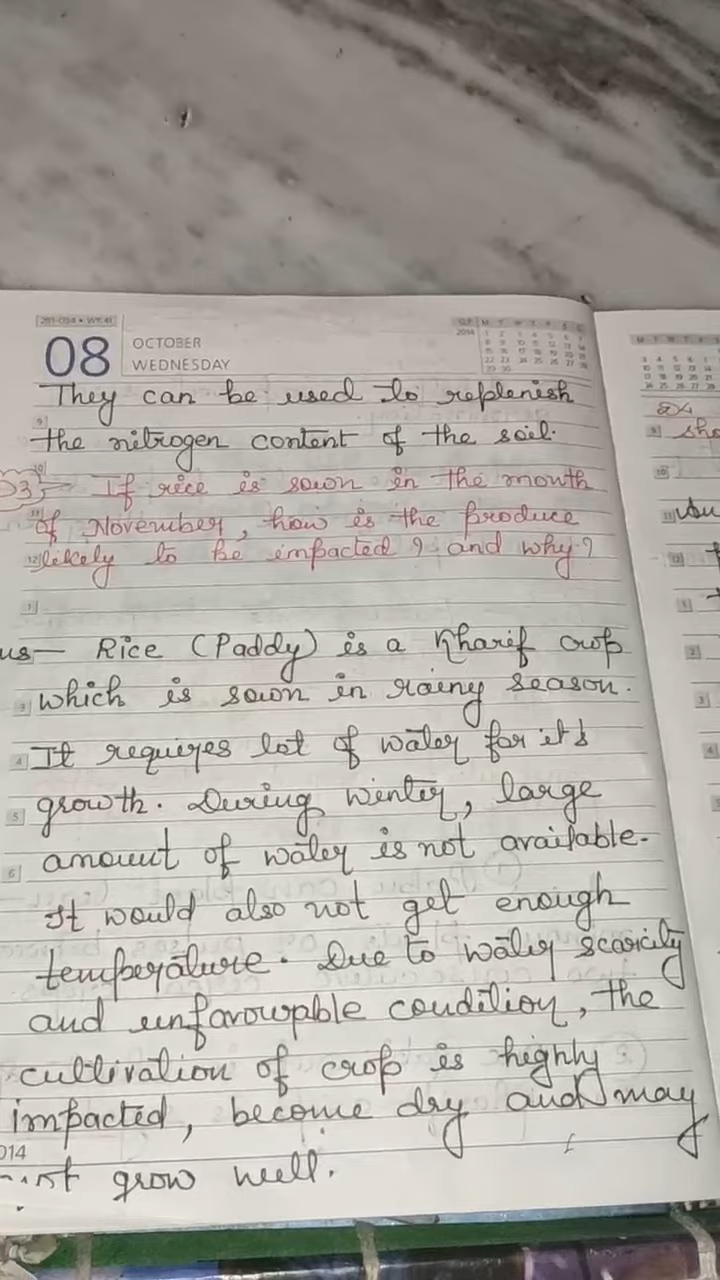 08
OCTOBER
WEDNESDAY
They can be used to replenish
the nitrogen content of the soil.
Q3 If rice is sown in the month
of November, how is the produce
likely to be impacted? and why?
us— Rice (Paddy) is a Kharif crop
which is sown in rainy season.
It requires lot of water for it's
growth. During winter, large
amount of water is not available.
It would also not get enough
temperature. Due to water scarcity
and unfavourable condition, the
cultivation of crop is highly
impacted, become dry and may
not grow well.
014